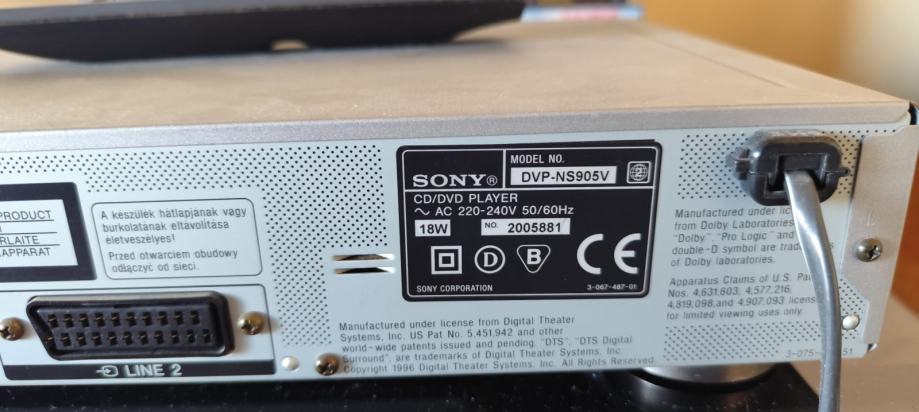 PRODUCT
RLAITE
APPARAT
A készülék hatlapjának vagy
burkolatának eltavolítása
életveszélyes!
Przed otwarciem obudowy
odłączyć od sieci.
LINE 2
SONY®
MODEL NO.
DVP-NS905V
2
CD/DVD PLAYER
~ AC 220-240V 50/60Hz
18W
NO. 2005881
D
B
CE
SONY CORPORATION
3-067-487-01
Manufactured under license from Digital Theater
Systems, Inc. US Pat No. 5,451,942 and other
world-wide patents issued and pending. "DTS", "DTS Digital
Surround", are trademarks of Digital Theater Systems, Inc.
Copyright 1996 Digital Theater Systems, Inc. All Rights Reserved.
Manufactured under
from Dolby Laboratories
"Dolby", "Pro Logic" and
double-D symbol are
of Dolby laboratories.
Apparatus Claims of U.S.
Nos. 4,631,603, 4,577,216,
4,819,098,and 4,907,093
for limited viewing uses only.